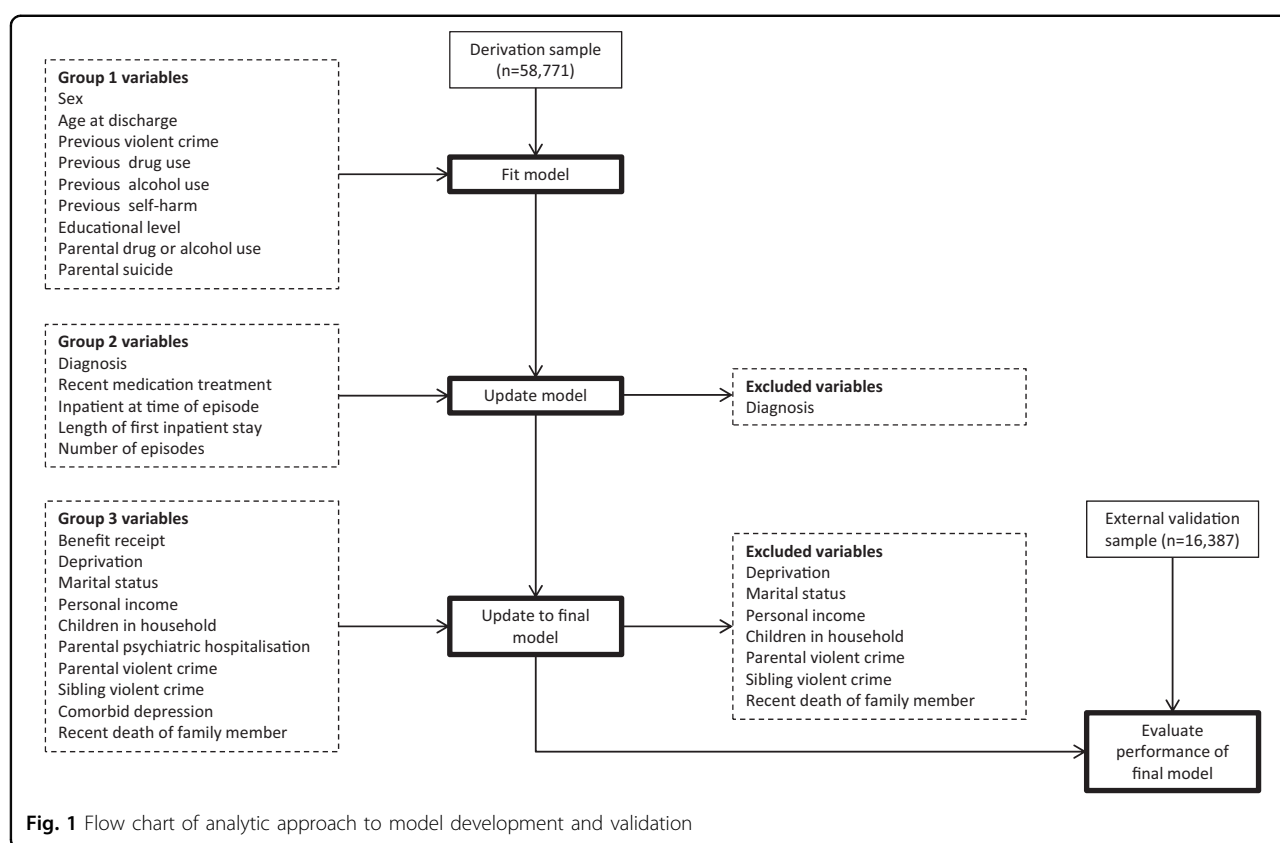 Derivation sample
(n=58,771)
Group 1 variables
Sex
Age at discharge
Previous violent crime
Previous drug use
Previous alcohol use
Previous self-harm
Educational level
Parental drug or alcohol use
Parental suicide
Fit model
Group 2 variables
Diagnosis
Recent medication treatment
Inpatient at time of episode
Length of first inpatient stay
Number of episodes
Update model
Excluded variables
Diagnosis
Group 3 variables
Benefit receipt
Deprivation
Marital status
Personal income
Children in household
Parental psychiatric hospitalisation
Parental violent crime
Sibling violent crime
Comorbid depression
Recent death of family member
Update to final
model
Excluded variables
Deprivation
Marital status
Personal income
Children in household
Parental violent crime
Sibling violent crime
Recent death of family member
External validation
sample (n=16,387)
Evaluate
performance of
final model
Fig. 1 Flow chart of analytic approach to model development and validation